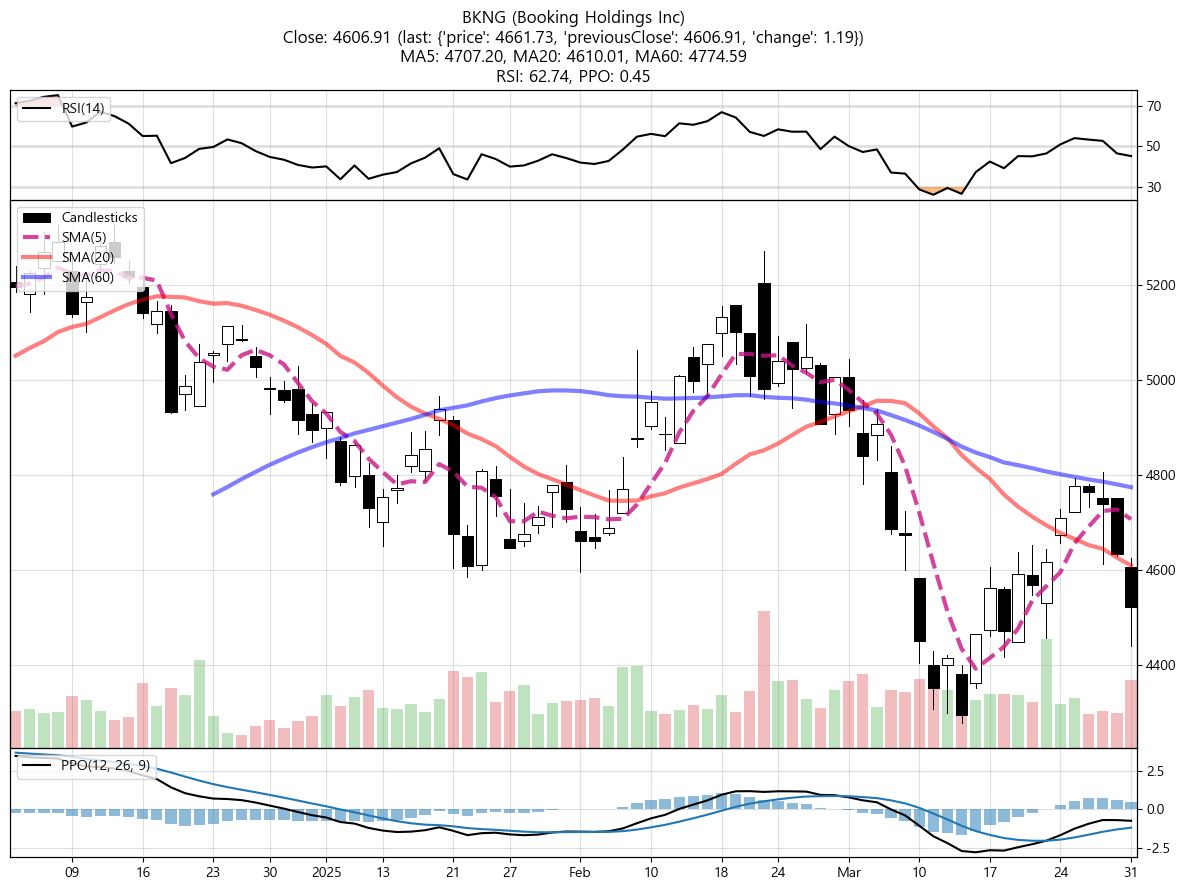 BKNG (Booking Holdings Inc)
Close: 4606.91 (last: {'price': 4661.73, 'previousClose': 4606.91, 'change': 1.19})
MA5: 4707.20, MA20: 4610.01, MA60: 4774.59
RSI: 62.74, PPO: 0.45
RSI(14)
70
50
30
Candlesticks
SMA(5)
SMA(20)
SMA(60)
5200
5000
4800
4600
4400
PPO(12, 26, 9)
2.5
0.0
−2.5
09 16 23 30 2025 13 21 27 Feb 10 18 24 Mar 10 17 24 31